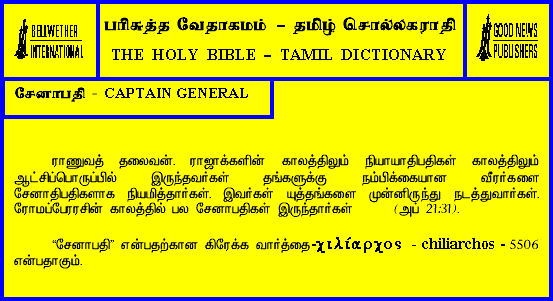 BELLWETHER
INTERNATIONAL
பரிசுத்த வேதாகமம் – தமிழ் சொல்லகராதி
THE HOLY BIBLE – TAMIL DICTIONARY
GOOD NEWS
PUBLISHERS
சேனாபதி - CAPTAIN GENERAL
ராணுவத் தலைவன். ராஜாக்களின் காலத்திலும் நியாயாதிபதிகள் காலத்திலும்
ஆட்சிப்பொருப்பில் இருந்தவர்கள் தங்களுக்கு நம்பிக்கையான வீரர்களை
சேனாதிபதிகளாக நியமித்தார்கள். இவர்கள் யுத்தங்களை முன்னிருந்து நடத்துவார்கள்.
ரோமப்பேரரசின் காலத்தில் பல சேனாபதிகள் இருந்தார்கள் (அப் 21:31).
“சேனாபதி” என்பதற்கான கிரேக்க வார்த்தை-χιλίαρχος - chiliarchos - 5506
என்பதாகும்.